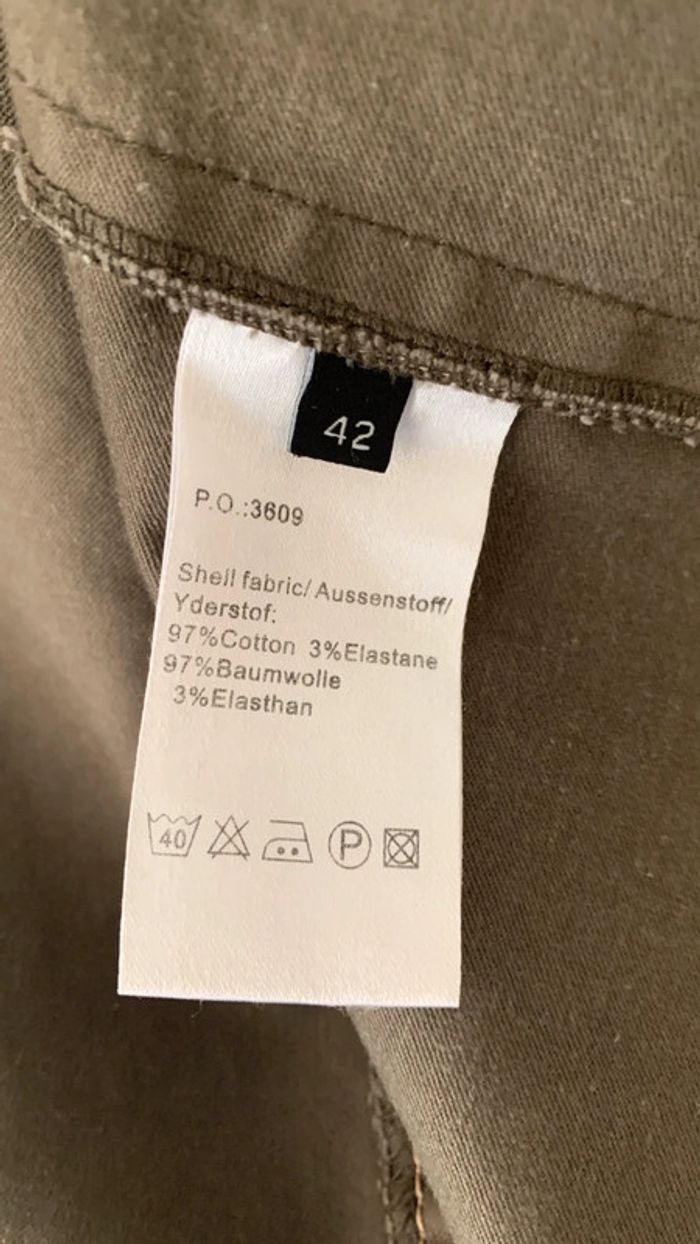 42
P.O.:3609
Shell fabric/Aussenstoff/
Yderstof:
97%Cotton 3%Elastane
97%Baumwolle
3%Elasthan
40 P